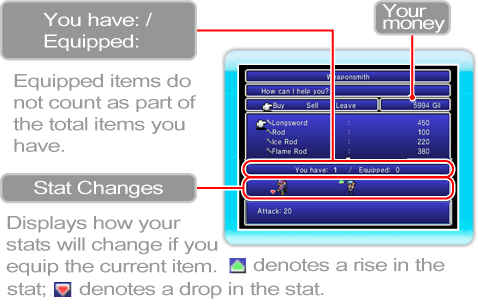 You have: /
Equipped:
Your
money
Equipped items do
not count as part of
the total items you
have.
Weaponsmith
How can I help you?
Buy Sell Leave
5994 Gil
Longsword : 450
Rod : 100
Ice Rod : 220
Flame Rod : 380
You have: 1 / Equipped: 0
Attack: 20
Stat Changes
Displays how your
stats will change if you
equip the current item. denotes a rise in the
stat; denotes a drop in the stat.